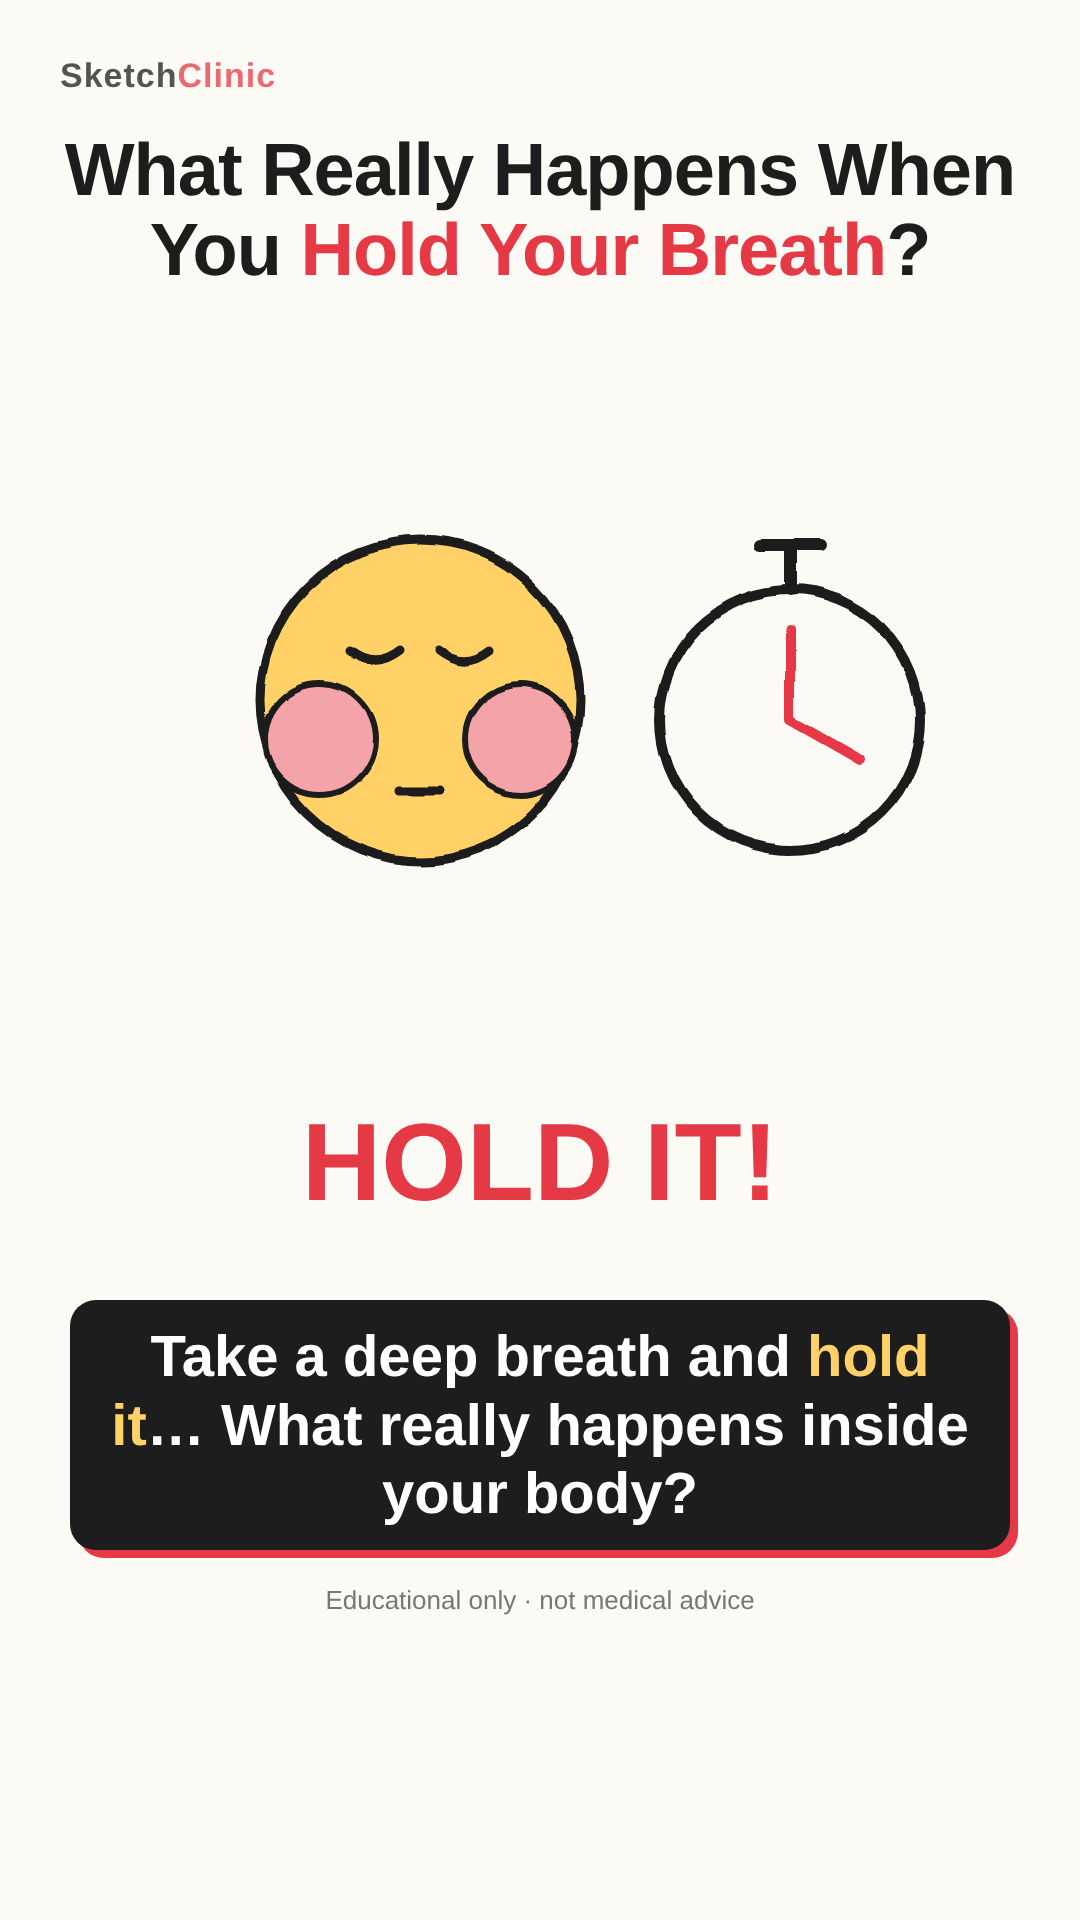 SketchClinic
What Really Happens When
You Hold Your Breath?
HOLD IT!
Take a deep breath and hold
it... What really happens inside
your body?
Educational only · not medical advice